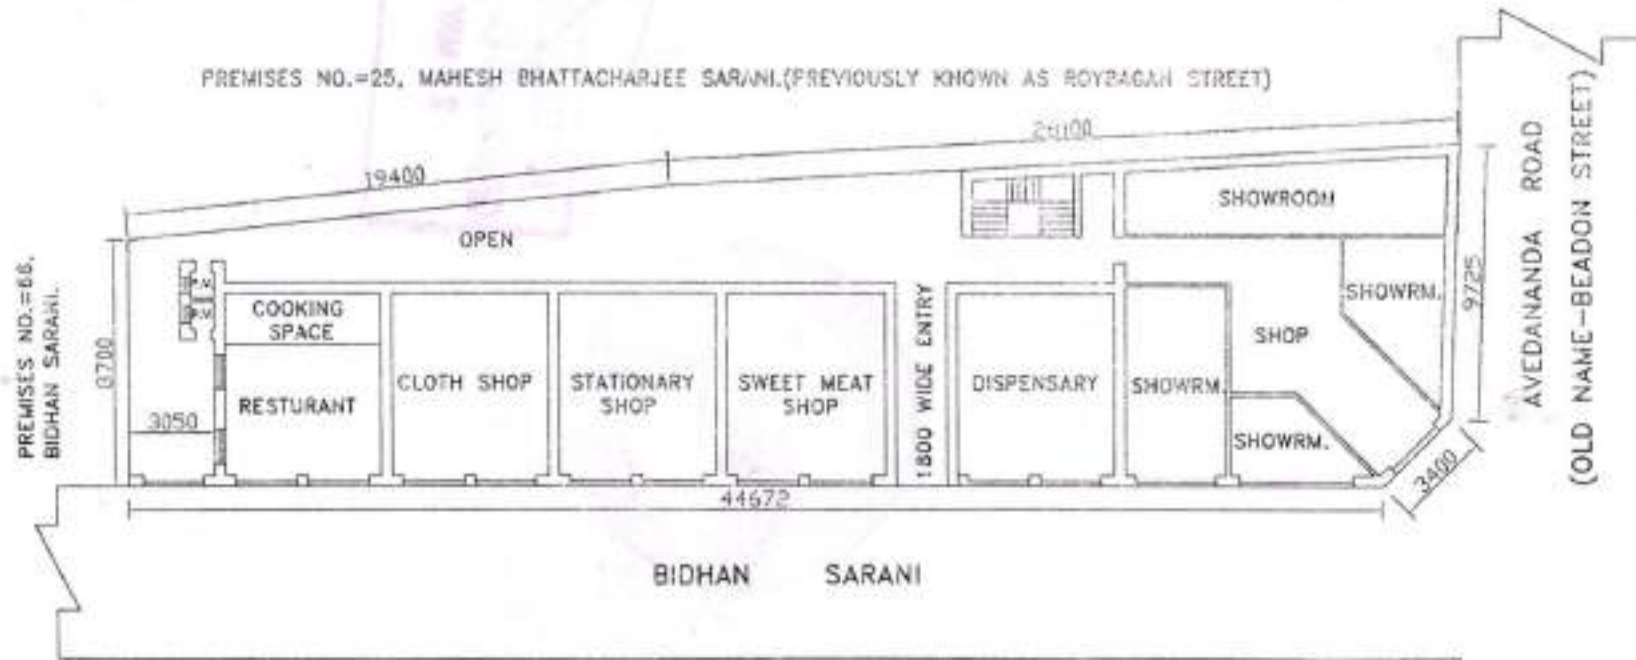 PREMISES NO.=25, MAHESH BHATTACHARJEE SARANI.(PREVIOUSLY KNOWN AS ROYBAGAN STREET)
19400
PREMISES NO.=66,
BIDHAN SARANI.
OPEN
P.V.
P.V.
COOKING
SPACE
RESTURANT
3050
CLOTH SHOP
STATIONARY
SHOP
SWEET MEAT
SHOP
1800 WIDE ENTRY
DISPENSARY
SHOWRM.
SHOWROOM
SHOWRM.
SHOP
SHOWRM.
9725
3400
AVEDANANDA ROAD
(OLD NAME-BEADON STREET)
44672
BIDHAN SARANI